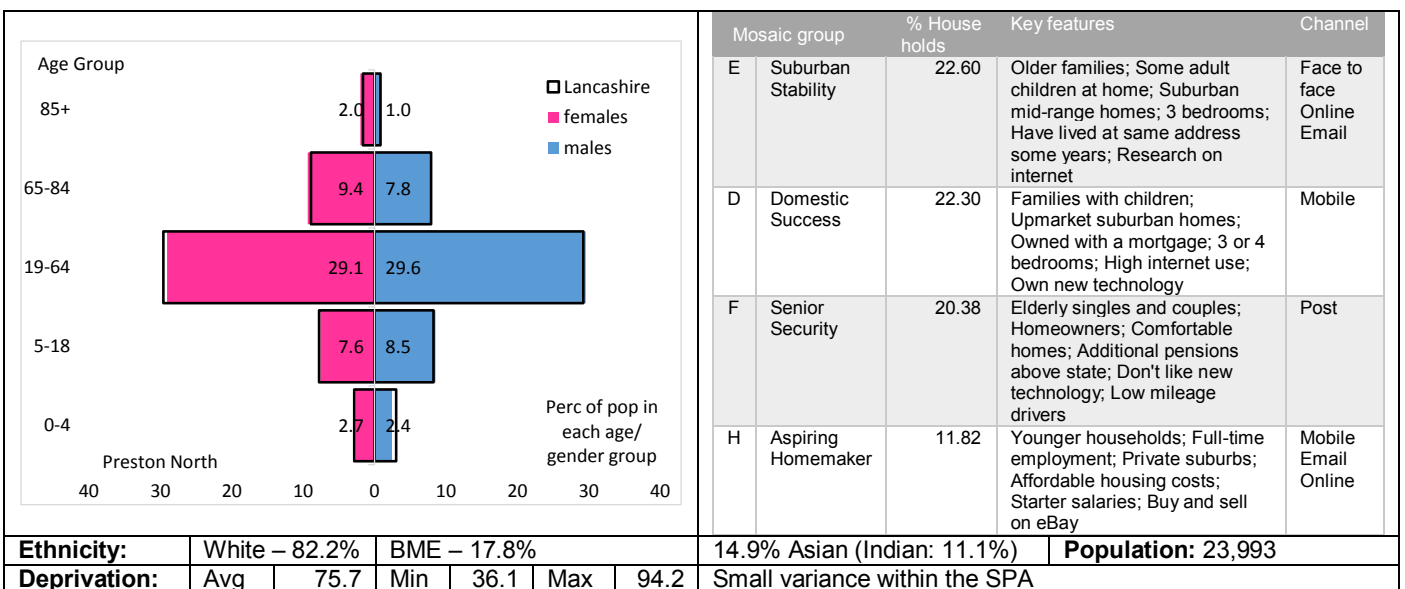 Age Group
Lancashire
females
males
85+
2.0 1.0
65-84
9.4 7.8
19-64
29.1 29.6
5-18
7.6 8.5
0-4
2.7 2.4
Perc of pop in
each age/
gender group
Preston North
40 30 20 10 0 10 20 30 40
Mosaic group % House holds Key features Channel
E Suburban Stability 22.60 Older families; Some adult Face to
children at home; Suburban face
mid-range homes; 3 bedrooms; Online
Have lived at same address Email
some years; Research on
internet
D Domestic Success 22.30 Families with children; Mobile
Upmarket suburban homes;
Owned with a mortgage; 3 or 4
bedrooms; High internet use;
Own new technology
F Senior Security 20.38 Elderly singles and couples; Post
Homeowners; Comfortable
homes; Additional pensions
above state; Don't like new
technology; Low mileage
drivers
H Aspiring Homemaker 11.82 Younger households; Full-time Mobile
employment; Private suburbs; Email
Affordable housing costs; Online
Starter salaries; Buy and sell
on eBay
Ethnicity: White – 82.2% BME – 17.8% 14.9% Asian (Indian: 11.1%) Population: 23,993
Deprivation: Avg 75.7 Min 36.1 Max 94.2 Small variance within the SPA